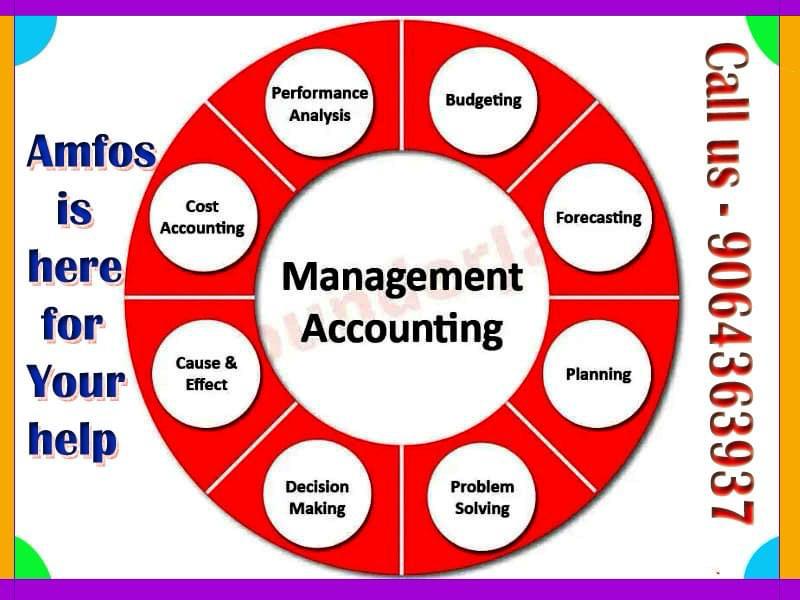 Amfos
is
here
for
Your
help
Performance
Analysis
Budgeting
Cost
Accounting
Forecasting
Management
Accounting
Cause &
Effect
Planning
Decision
Making
Problem
Solving
Call us - 9064363937